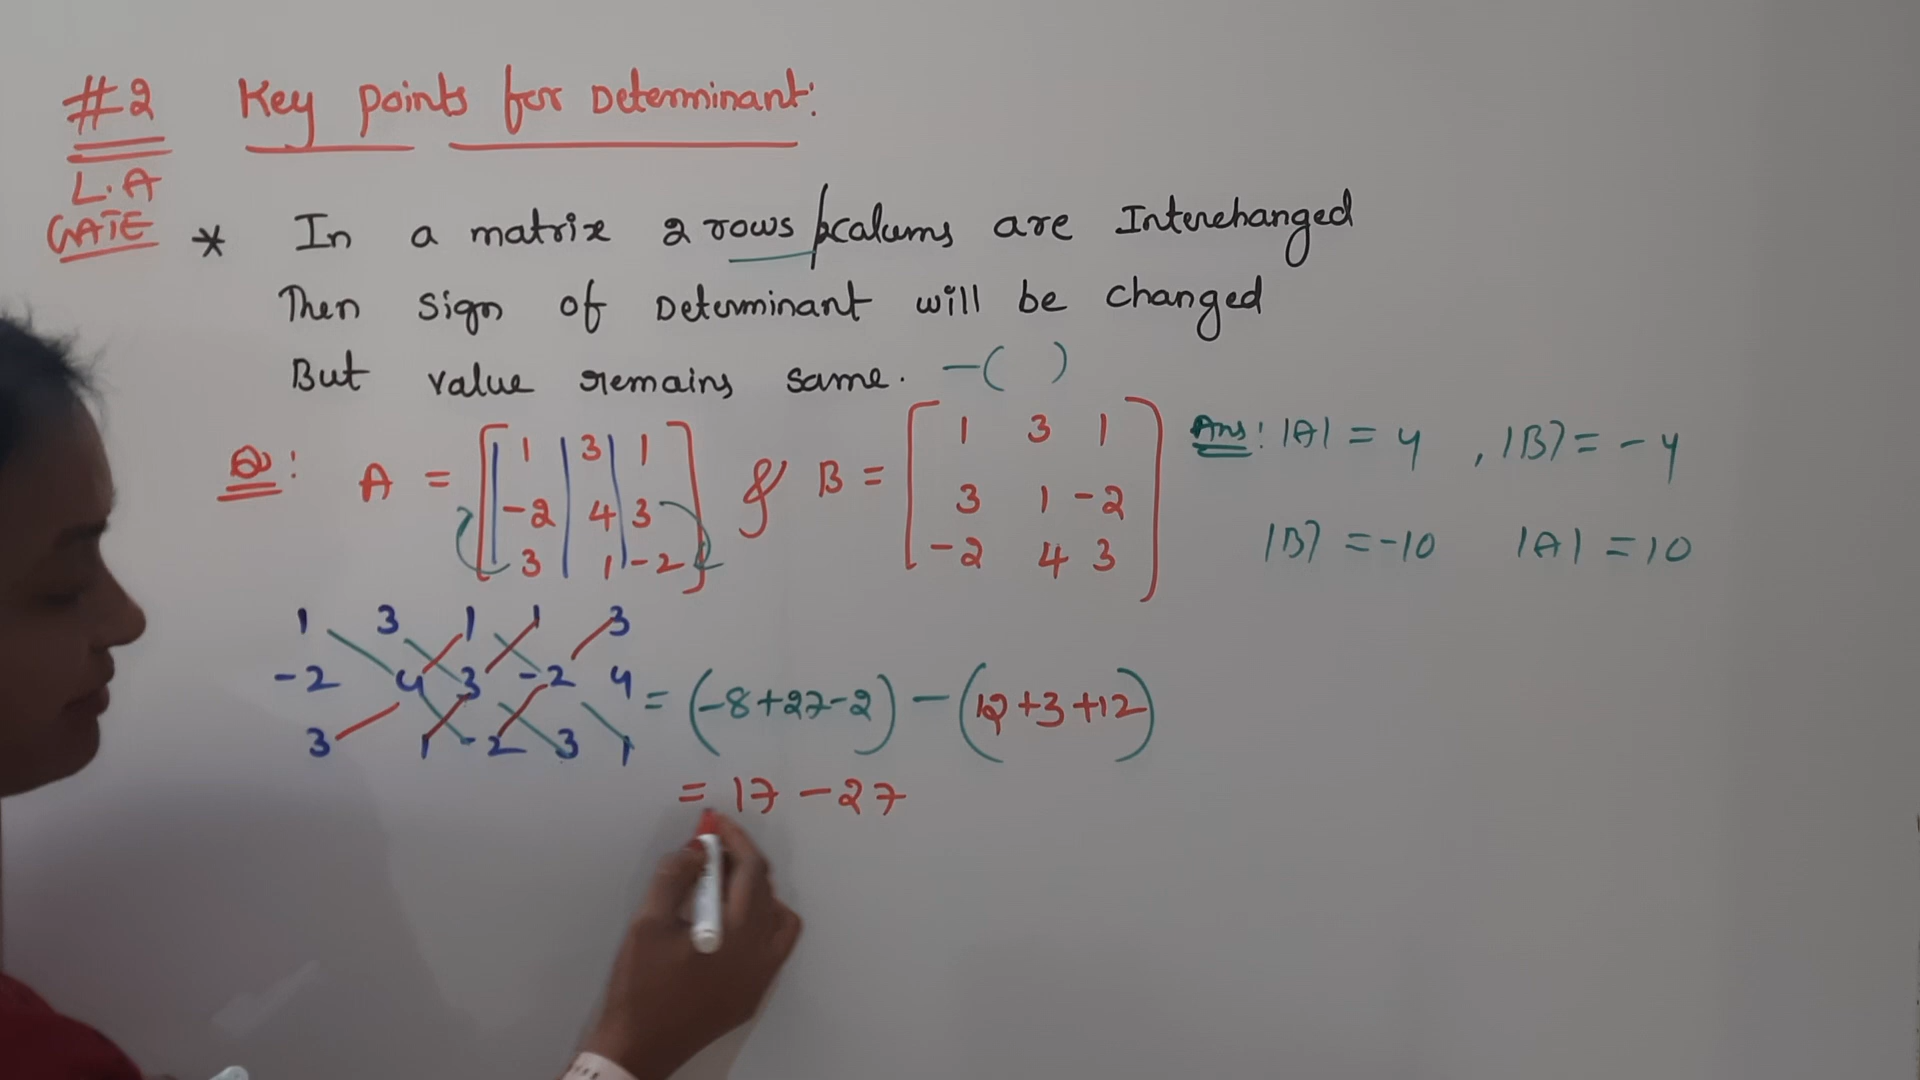 #2 Key points for Determinant:
L.A
GATE
* In a matrix 2 rows / calums are Interchanged
Then sign of Determinant will be changed
But value remains same. -( )
Q: A = [ 1 3 1 & B = [ 1 3 1 Ans: |A| = 4 , |B| = -4
-2 4 3 3 1 -2 |B| = -10 |A| = 10
3 1 -2 ] -2 4 3 ]
1 3 1 1 3
-2 4 3 -2 4 = (-8+27-2) - (12+3+12)
3 1 -2 3 1
= 17 - 27